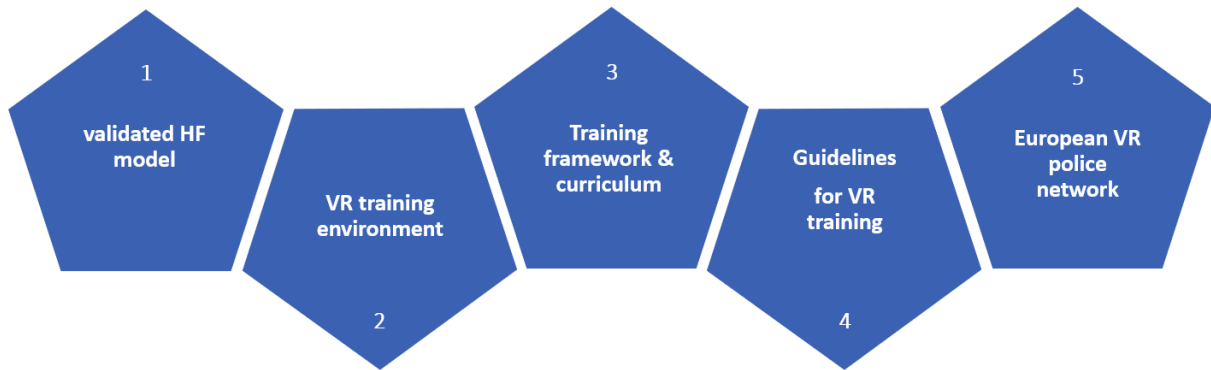 1
validated HF
model
VR training
environment
2
3
Training
framework &
curriculum
Guidelines
for VR
training
4
5
European VR
police
network